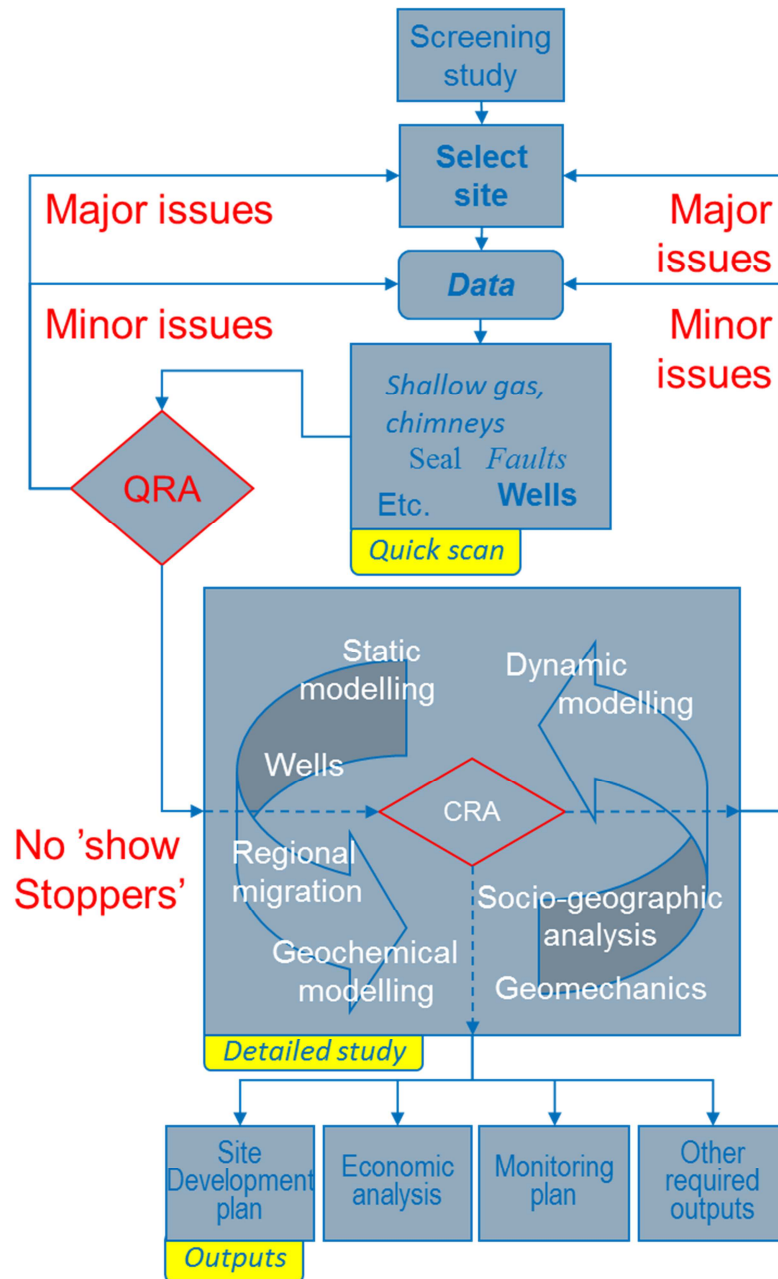 Screening
study
Select
site
Major issues
Major
issues
Data
Minor issues
Minor
issues
Shallow gas,
chimneys
Seal Faults
Etc. Wells
Quick scan
QRA
No 'show
Stoppers'
Static
modelling
Dynamic
modelling
Wells
CRA
Regional
migration
Socio-geographic
analysis
Geochemical
modelling
Geomechanics
Detailed study
Site
Development
plan
Economic
analysis
Monitoring
plan
Other
required
outputs
Outputs